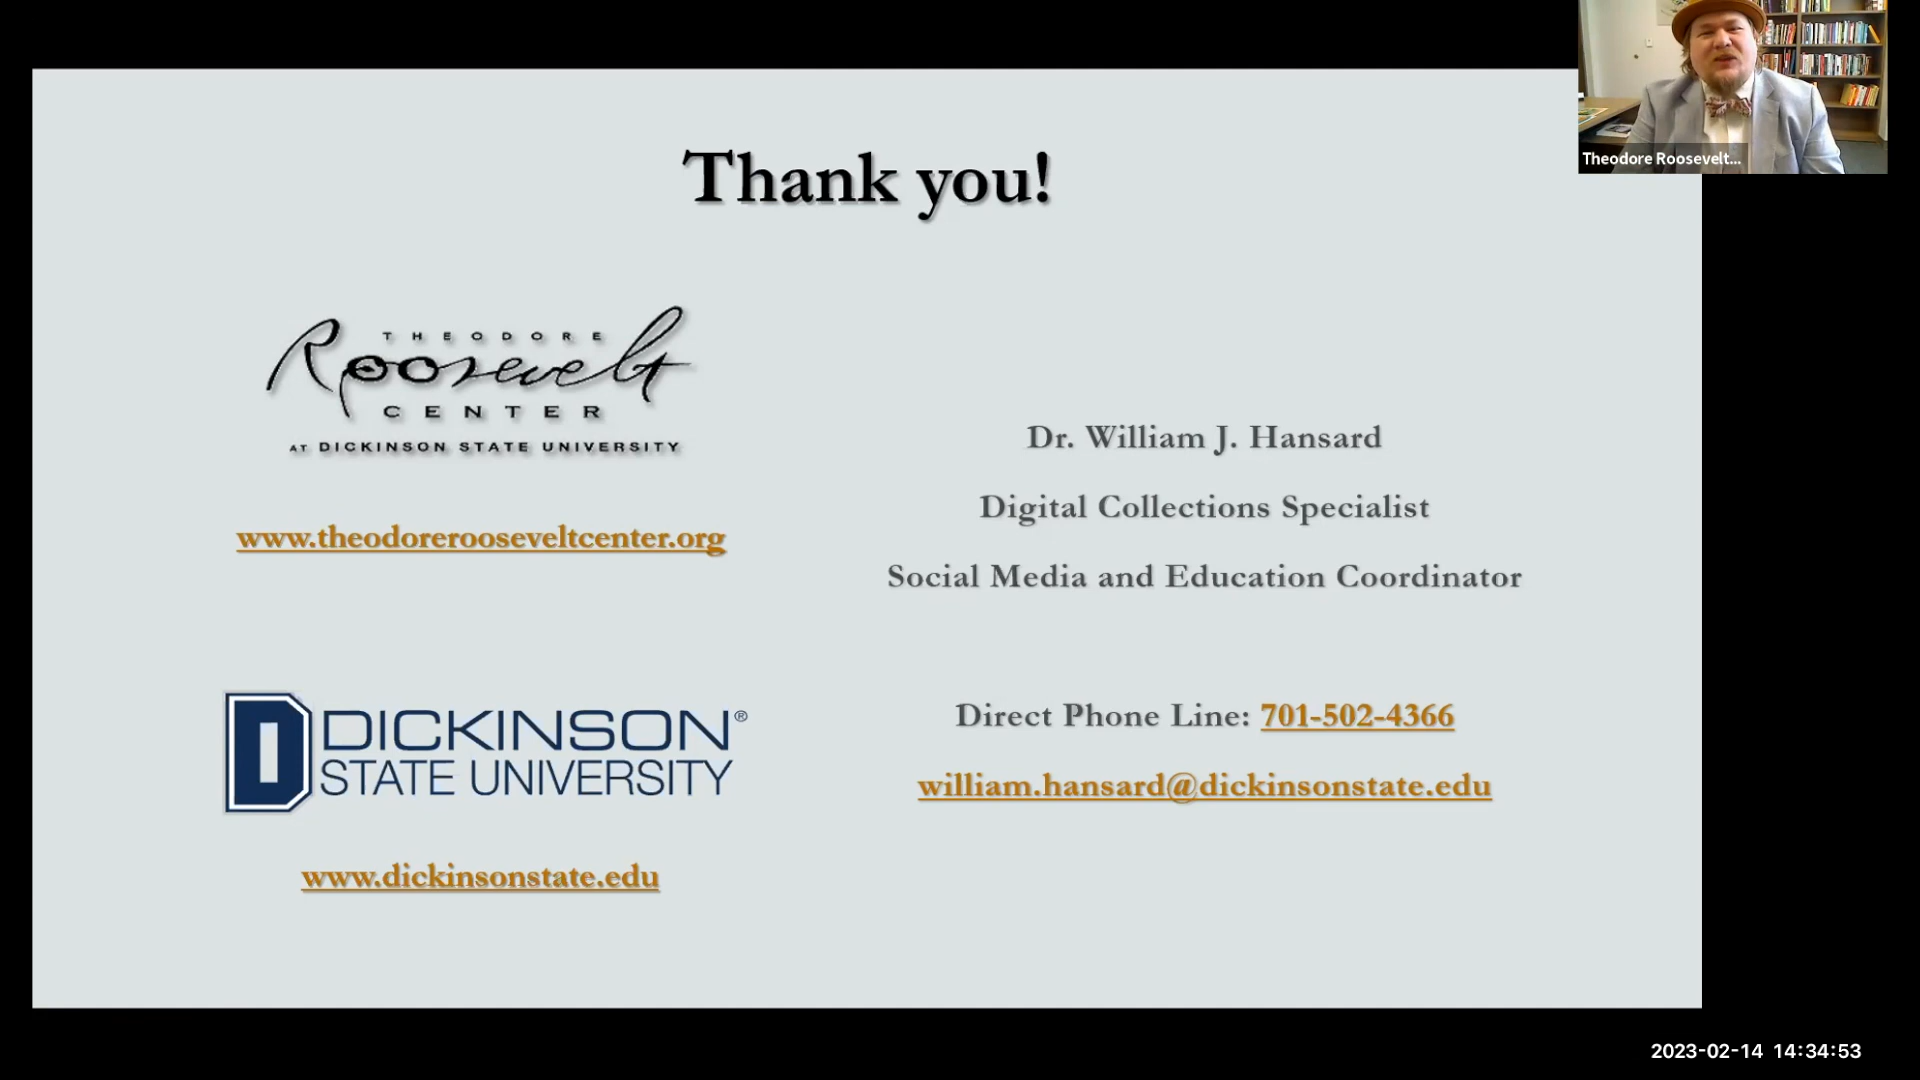 Theodore Roosevelt...
Thank you!
THEODORE
Roosevelt
CENTER
AT DICKINSON STATE UNIVERSITY
www.theodorerooseveltcenter.org
DICKINSON®
STATE UNIVERSITY
www.dickinsonstate.edu
Dr. William J. Hansard
Digital Collections Specialist
Social Media and Education Coordinator
Direct Phone Line: 701-502-4366
william.hansard@dickinsonstate.edu
2023-02-14 14:34:53